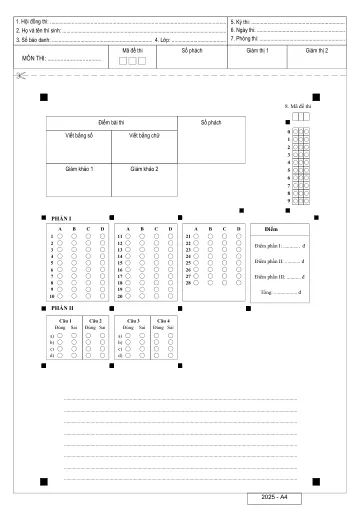 1. Hội đồng thi: ..................................
5. Kỳ thi: ..................................
2. Họ và tên thí sinh: ..................................
6. Ngày thi: ..................................
3. Số báo danh ..................................
4. Lớp: ..................................
7. Phòng thi ..................................
MÔN THI: ..................................
Mã đề thi
Số phách
Giám thị 1
Giám thị 2
8. Mã đề thi
Điểm bài thi
Số phách
Viết bằng số
Viết bằng chữ
Giám khảo 1
Giám khảo 2
0
1
2
3
4
5
6
7
8
9
PHẦN I
A B C D
1
2
3
4
5
6
7
8
9
10
A B C D
11
12
13
14
15
16
17
18
19
20
A B C D
21
22
23
24
25
26
27
28
Điểm
Điểm phần I: ............. đ
Điểm phần II: ............ đ
Điểm phần III: ........... đ
Tổng: .................. đ
PHẦN II
Câu 1 Câu 2
Đúng Sai Đúng Sai
a)
b)
c)
d)
Câu 3 Câu 4
Đúng Sai Đúng Sai
a)
b)
c)
d)
2025 - A4